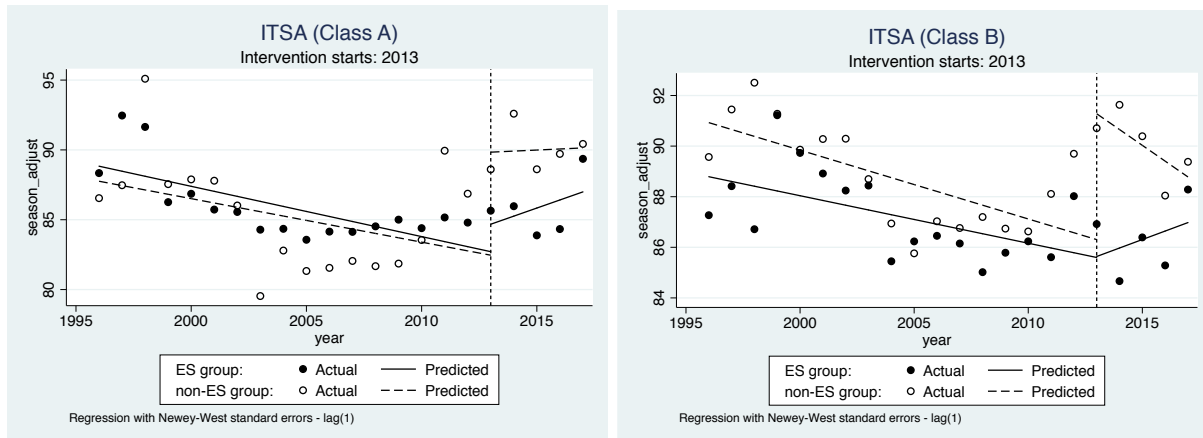 ITSA (Class A)
Intervention starts: 2013
95
90
85
80
season_adjust
1995 2000 2005 2010 2015
year
ES group: Actual Predicted
non-ES group: Actual Predicted
Regression with Newey-West standard errors - lag(1)
ITSA (Class B)
Intervention starts: 2013
92
90
88
86
84
season_adjust
1995 2000 2005 2010 2015
year
ES group: Actual Predicted
non-ES group: Actual Predicted
Regression with Newey-West standard errors - lag(1)